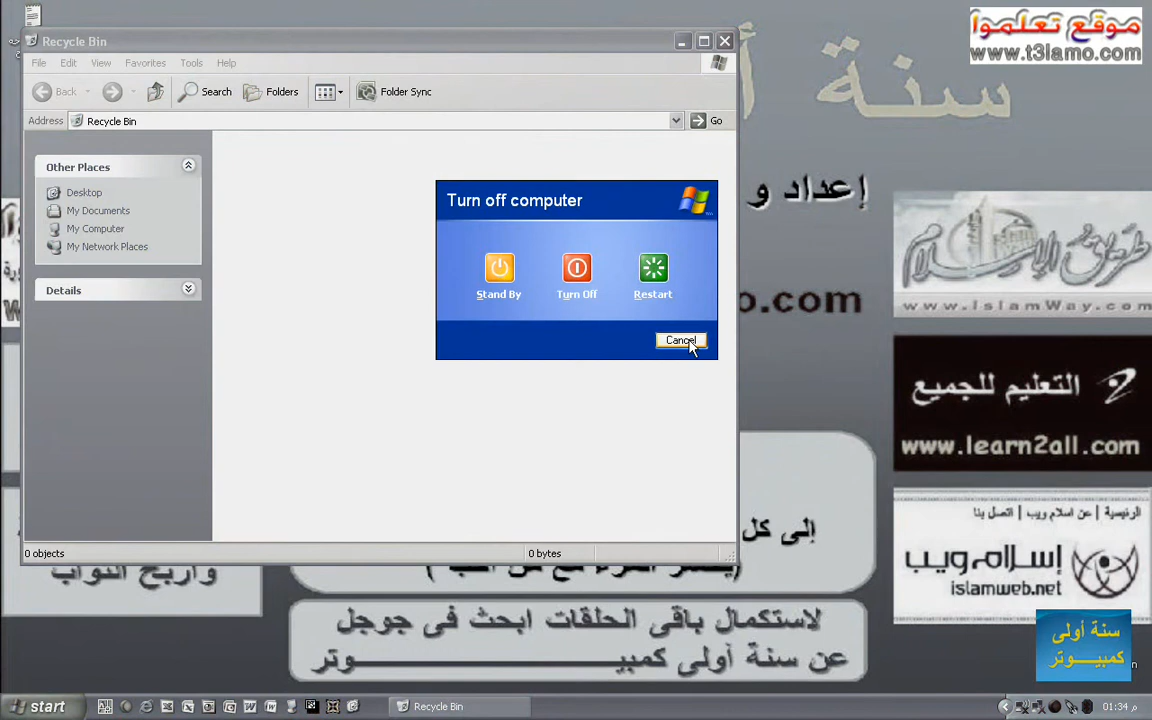 Recycle Bin
File Edit View Favorites Tools Help
Back Search Folders Folder Sync
Address Recycle Bin Go
Other Places
Desktop
My Documents
My Computer
My Network Places
Details
0 objects 0 bytes
Turn off computer
Stand By Turn Off Restart
Cancel
موقع تعلموا
www.t3lamo.com
سنة أ
إعداد و
o.com
www.IslamWay.com
التعليم للجميع
www.learn2all.com
إلى كل
الرئيسية | عن اسلام ويب | اتصل بنا
إسلام ويب
islamweb.net
واربح الثواب
لاستكمال باقى الحلقات ابحث فى جوجل
عن سنة أولى كمبيـــــــوتر
سنة أولى
كمبيـــوتر
start Recycle Bin 01:34 م